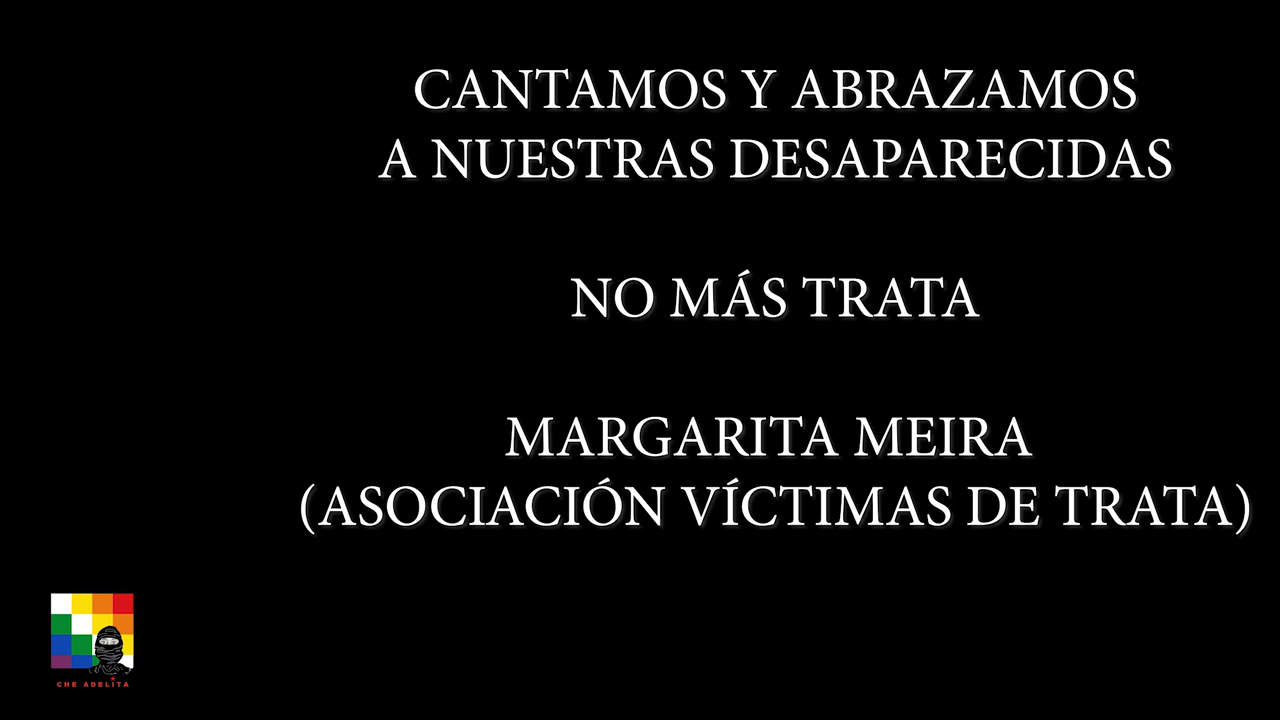 CANTAMOS Y ABRAZAMOS
A NUESTRAS DESAPARECIDAS
NO MÁS TRATA
MARGARITA MEIRA
(ASOCIACIÓN VÍCTIMAS DE TRATA)
CHE ADELITA